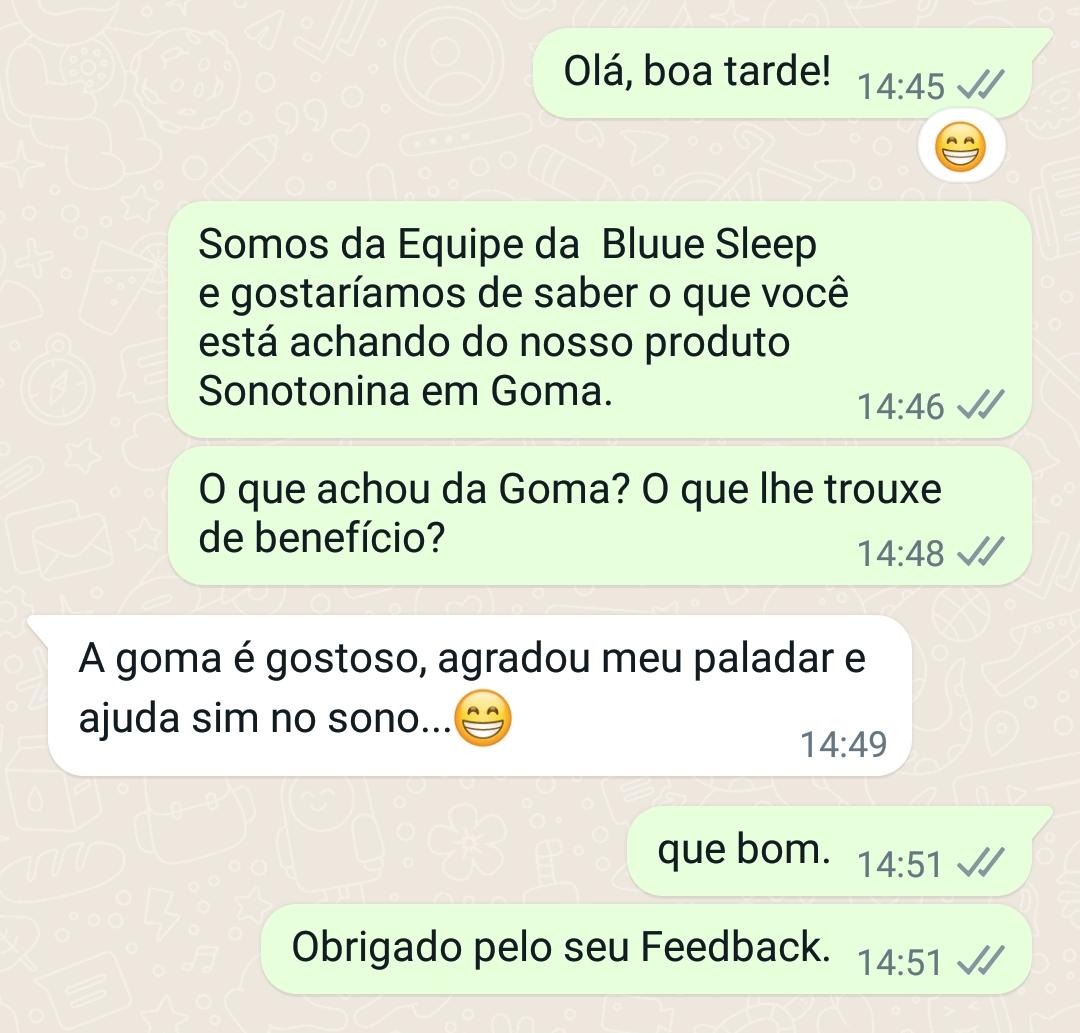 Olá, boa tarde! 14:45
😁
Somos da Equipe da  Bluue Sleep
e gostaríamos de saber o que você
está achando do nosso produto
Sonotonina em Goma. 14:46
O que achou da Goma? O que lhe trouxe
de benefício? 14:48
A goma é gostoso, agradou meu paladar e
ajuda sim no sono...😁 14:49
que bom. 14:51
Obrigado pelo seu Feedback. 14:51